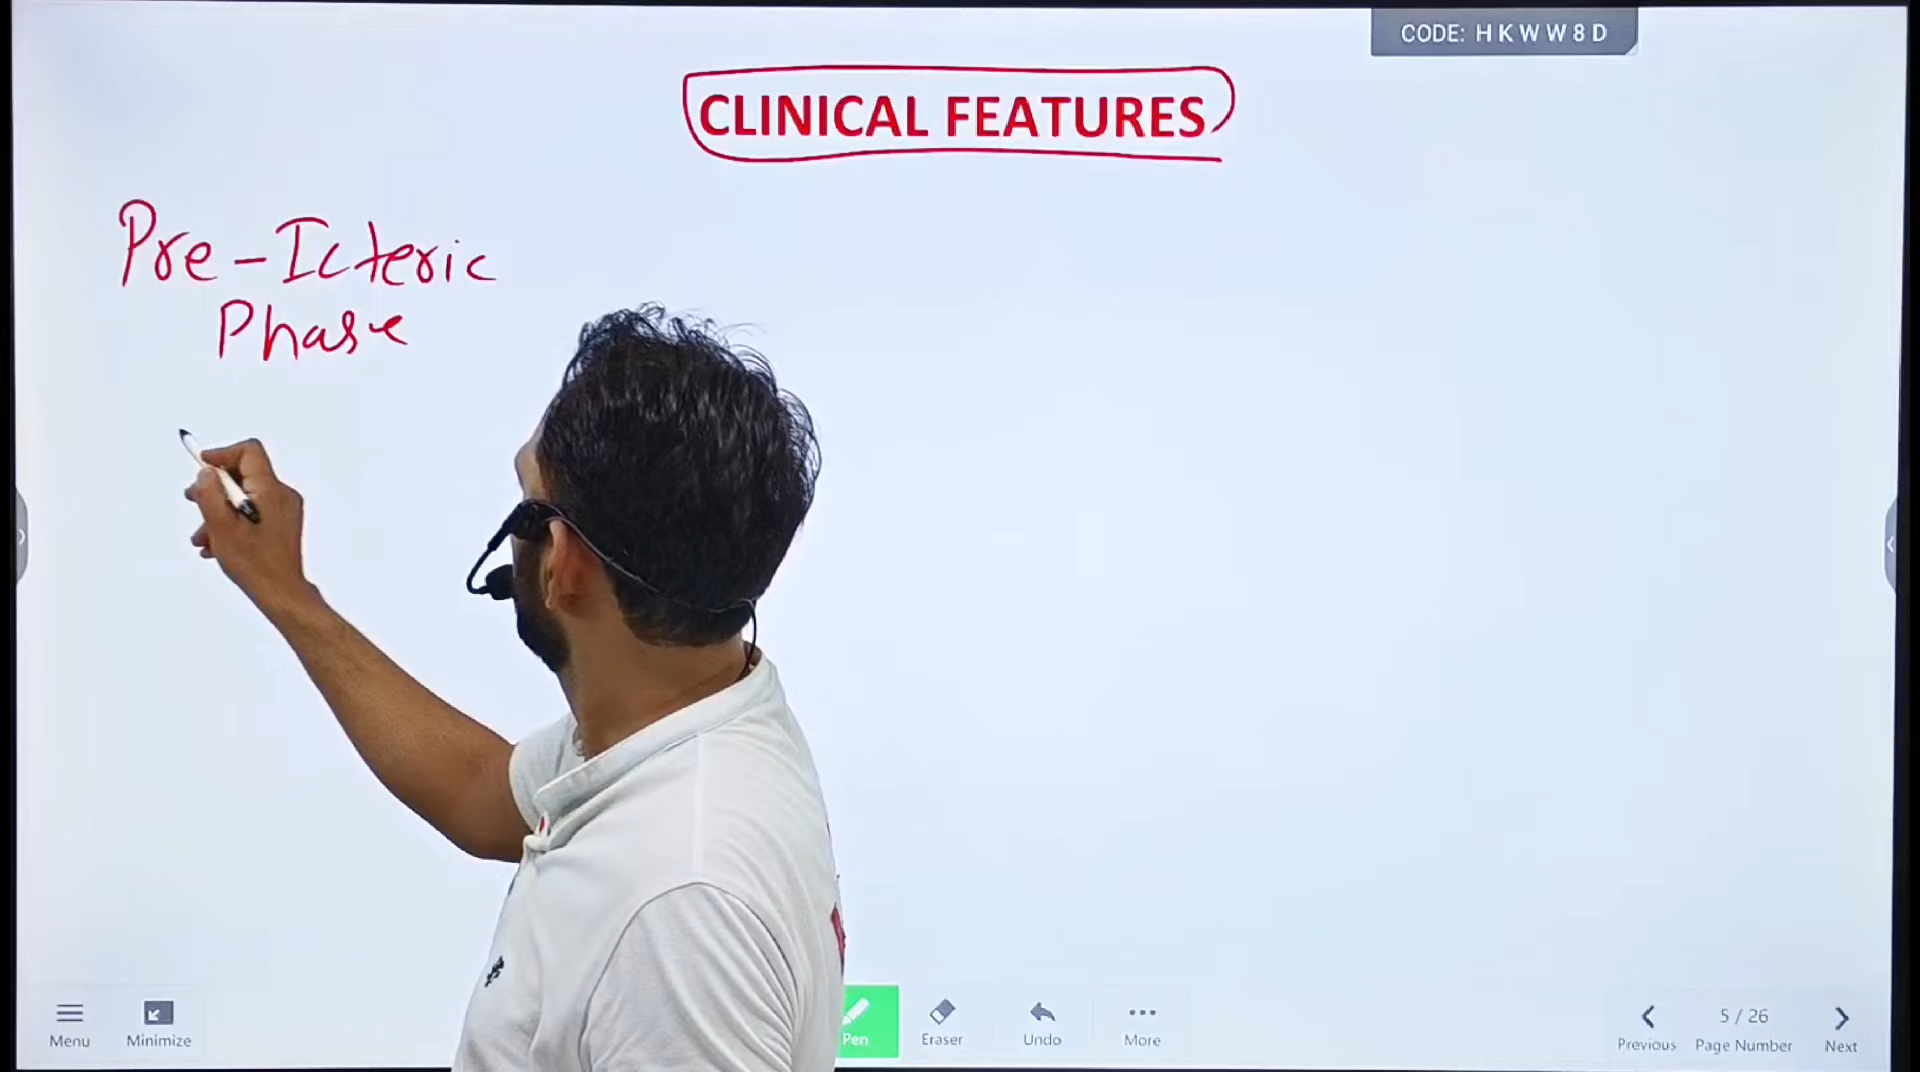 CODE: HKWW8D
CLINICAL FEATURES
Pre-Icteric
Phase
Menu
Minimize
Pen
Eraser
Undo
More
Previous
5 / 26
Page Number
Next